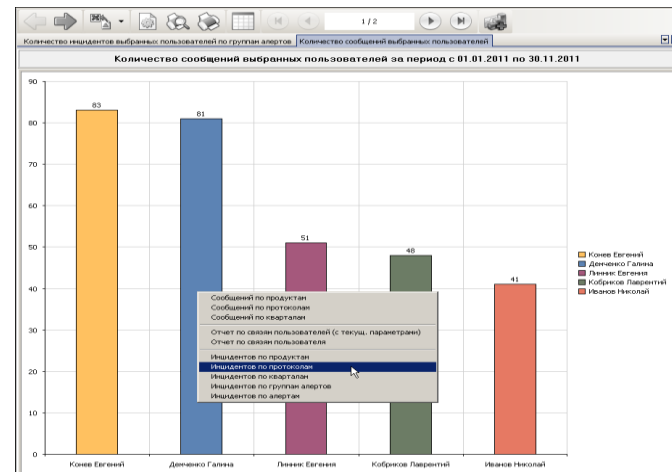 1 / 2
Количество инцидентов выбранных пользователей по группам алертов
Количество сообщений выбранных пользователей
Количество сообщений выбранных пользователей за период с 01.01.2011 по 30.11.2011
90
80
70
60
50
40
30
20
10
0
83
81
51
48
41
Сообщений по продуктам
Сообщений по протоколам
Сообщений по кварталам
Отчет по связям пользователей (с текущ. параметрами)
Отчет по связям пользователя
Инцидентов по продуктам
Инцидентов по протоколам
Инцидентов по кварталам
Инцидентов по группам алертов
Инцидентов по алертам
Конев Евгений
Демченко Галина
Линник Евгения
Кобриков Лаврентий
Иванов Николай
Конев Евгений
Демченко Галина
Линник Евгения
Кобриков Лаврентий
Иванов Николай